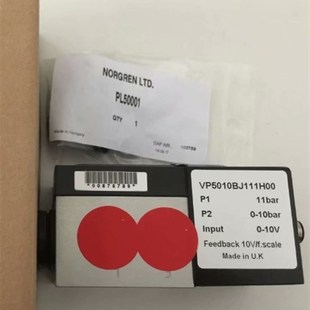 NORGREN LTD.
PL50001
QTY 1
VP5010BJ111H00
P1 11bar
P2 0-10bar
Input 0-10V
Feedback 10V/f.scale
Made in U.K